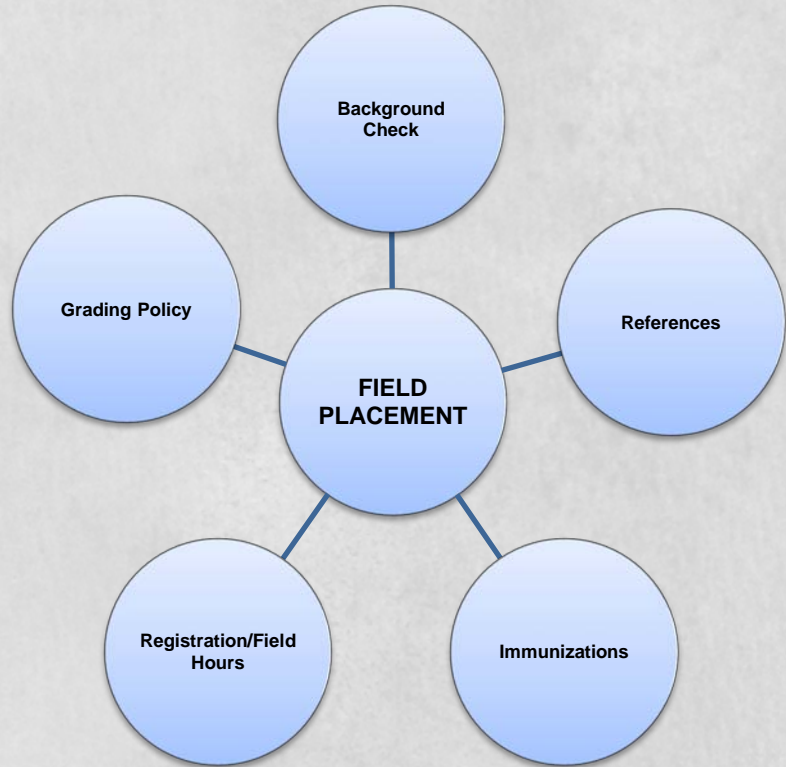 Background
Check
Grading Policy
References
FIELD
PLACEMENT
Registration/Field
Hours
Immunizations